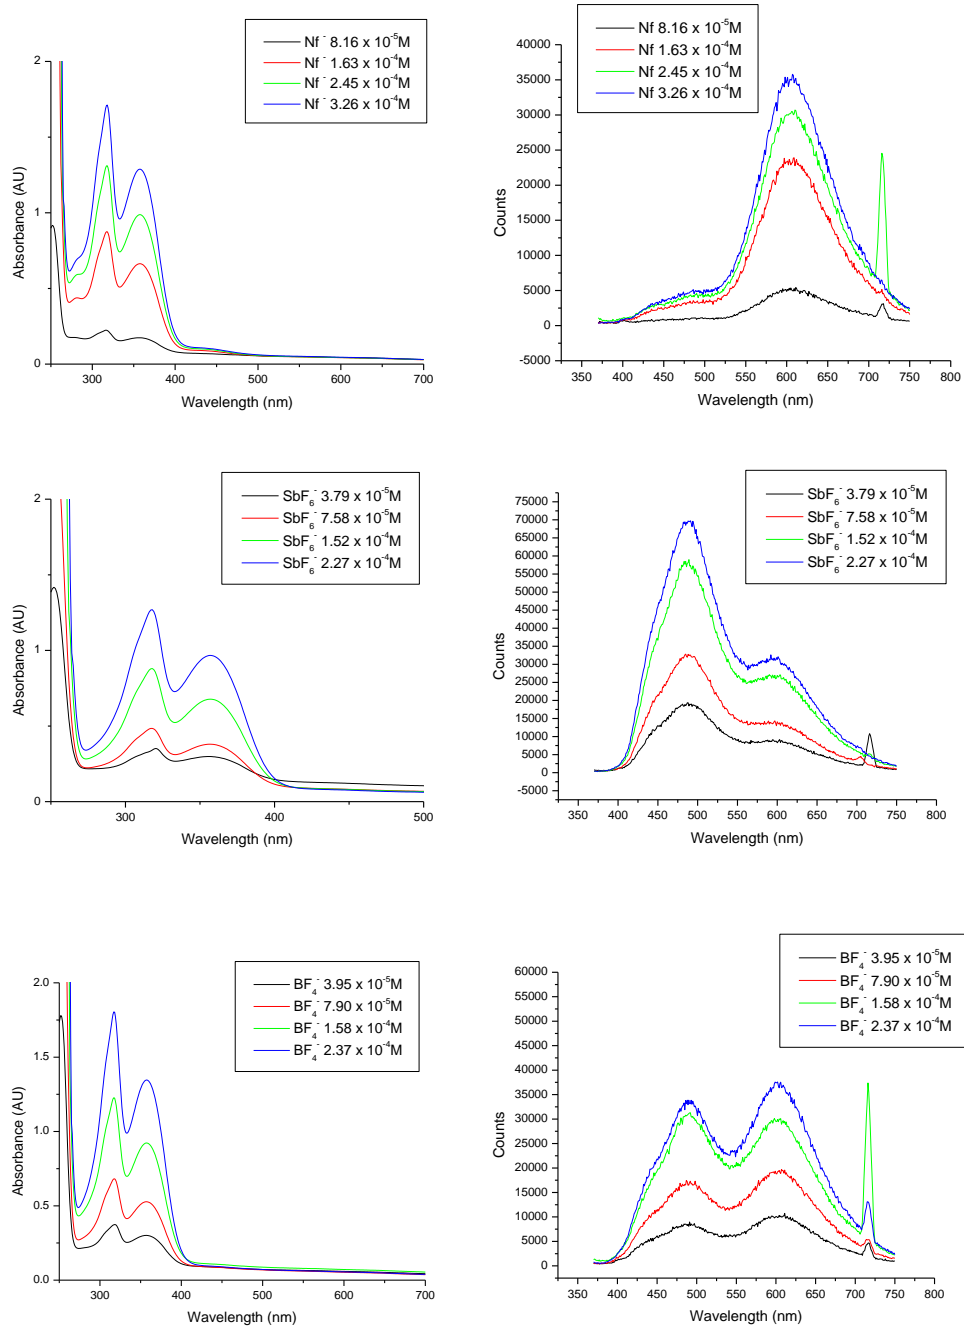 Nf - 8.16 x 10-5M
Nf - 1.63 x 10-4M
Nf - 2.45 x 10-4M
Nf - 3.26 x 10-4M
2
1
0
Absorbance (AU)
300 400 500 600 700
Wavelength (nm)
Nf 8.16 x 10-5M
Nf 1.63 x 10-4M
Nf 2.45 x 10-4M
Nf 3.26 x 10-4M
40000
35000
30000
25000
20000
15000
10000
5000
0
-5000
Counts
350 400 450 500 550 600 650 700 750 800
Wavelength (nm)
SbF6- 3.79 x 10-5M
SbF6- 7.58 x 10-5M
SbF6- 1.52 x 10-4M
SbF6- 2.27 x 10-4M
2
1
0
Absorbance (AU)
300 400 500
Wavelength (nm)
SbF6- 3.79 x 10-5M
SbF6- 7.58 x 10-5M
SbF6- 1.52 x 10-4M
SbF6- 2.27 x 10-4M
75000
70000
65000
60000
55000
50000
45000
40000
35000
30000
25000
20000
15000
10000
5000
0
-5000
Counts
350 400 450 500 550 600 650 700 750 800
Wavelength (nm)
BF4- 3.95 x 10-5M
BF4- 7.90 x 10-5M
BF4- 1.58 x 10-4M
BF4- 2.37 x 10-4M
2.0
1.5
1.0
0.5
0.0
Absorbance (AU)
300 400 500 600 700
Wavelength (nm)
BF4- 3.95 x 10-5M
BF4- 7.90 x 10-5M
BF4- 1.58 x 10-4M
BF4- 2.37 x 10-4M
60000
55000
50000
45000
40000
35000
30000
25000
20000
15000
10000
5000
0
Counts
350 400 450 500 550 600 650 700 750 800
Wavelength (nm)